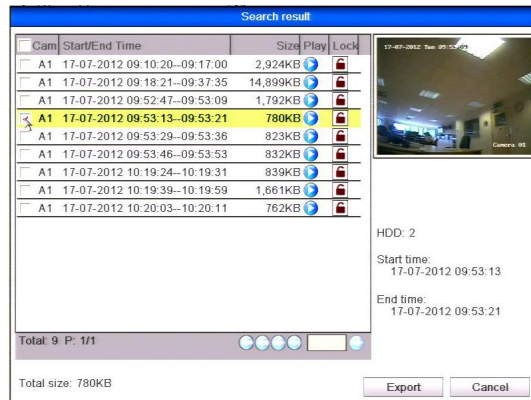 Search result
Cam Start/End Time Size Play Lock
A1 17-07-2012 09:10:20--09:17:00 2,924KB
A1 17-07-2012 09:18:21--09:37:35 14,899KB
A1 17-07-2012 09:52:47--09:53:09 1,792KB
A1 17-07-2012 09:53:13--09:53:21 780KB
A1 17-07-2012 09:53:29--09:53:36 823KB
A1 17-07-2012 09:53:46--09:53:53 832KB
A1 17-07-2012 10:19:24--10:19:31 839KB
A1 17-07-2012 10:19:39--10:19:59 1,661KB
A1 17-07-2012 10:20:03--10:20:11 762KB
Total: 9 P: 1/1
Total size: 780KB
17-07-2012 Tue
Camera 01
HDD: 2
Start time:
17-07-2012 09:53:13
End time:
17-07-2012 09:53:21
Export Cancel